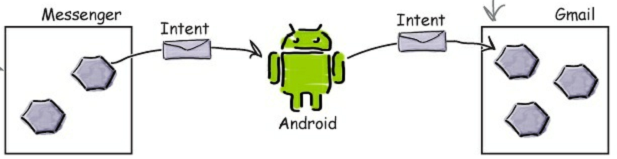 Messenger
Intent
Android
Intent
Gmail